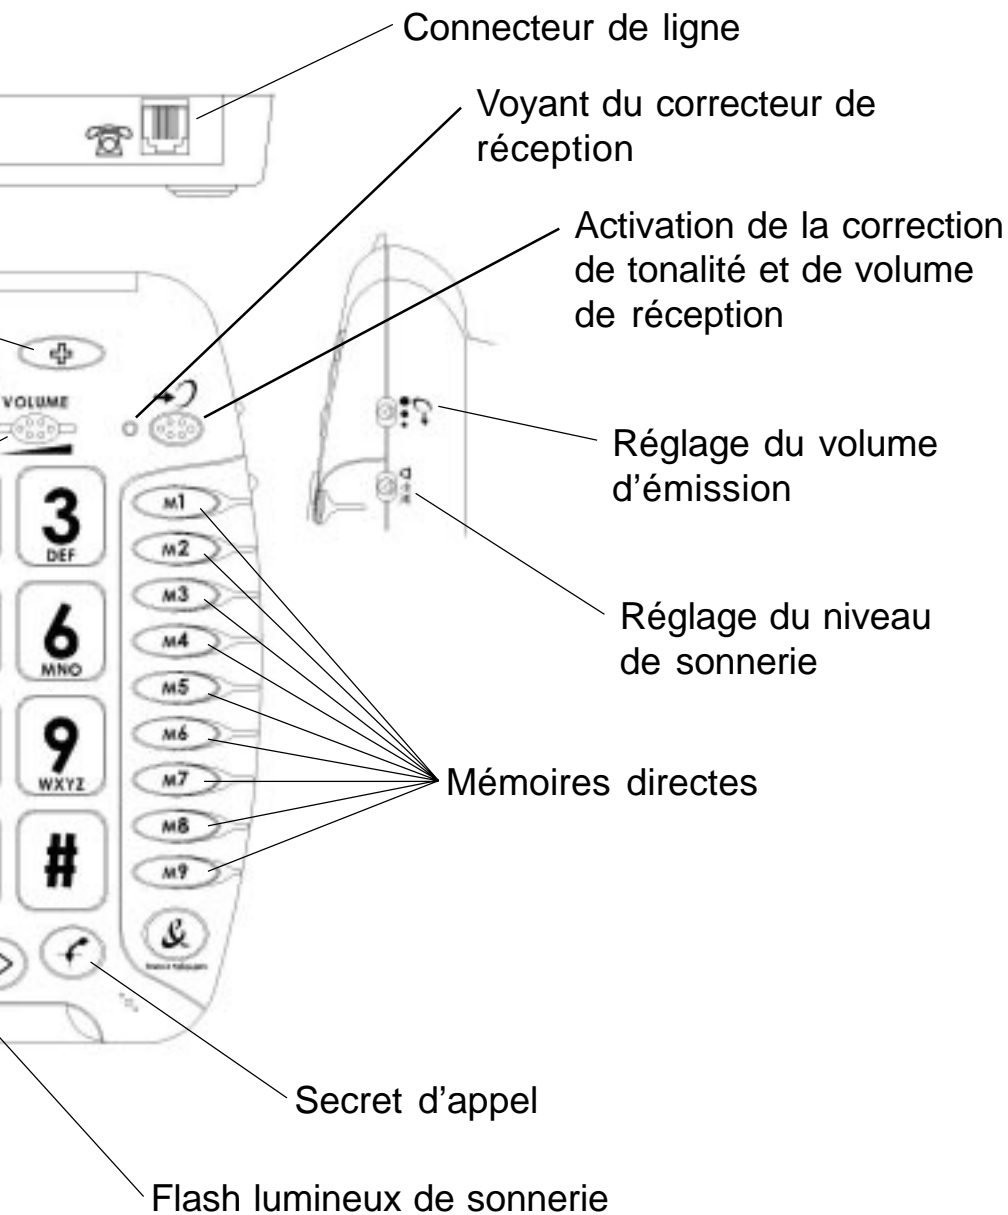 Connecteur de ligne
Voyant du correcteur de
réception
Activation de la correction
de tonalité et de volume
de réception
VOLUME
Réglage du volume
d’émission
3
DEF
M1
M2
M3
Réglage du niveau
de sonnerie
6
MNO
M4
M5
M6
9
WXYZ
M7
Mémoires directes
M8
#
M9
Secret d’appel
Flash lumineux de sonnerie